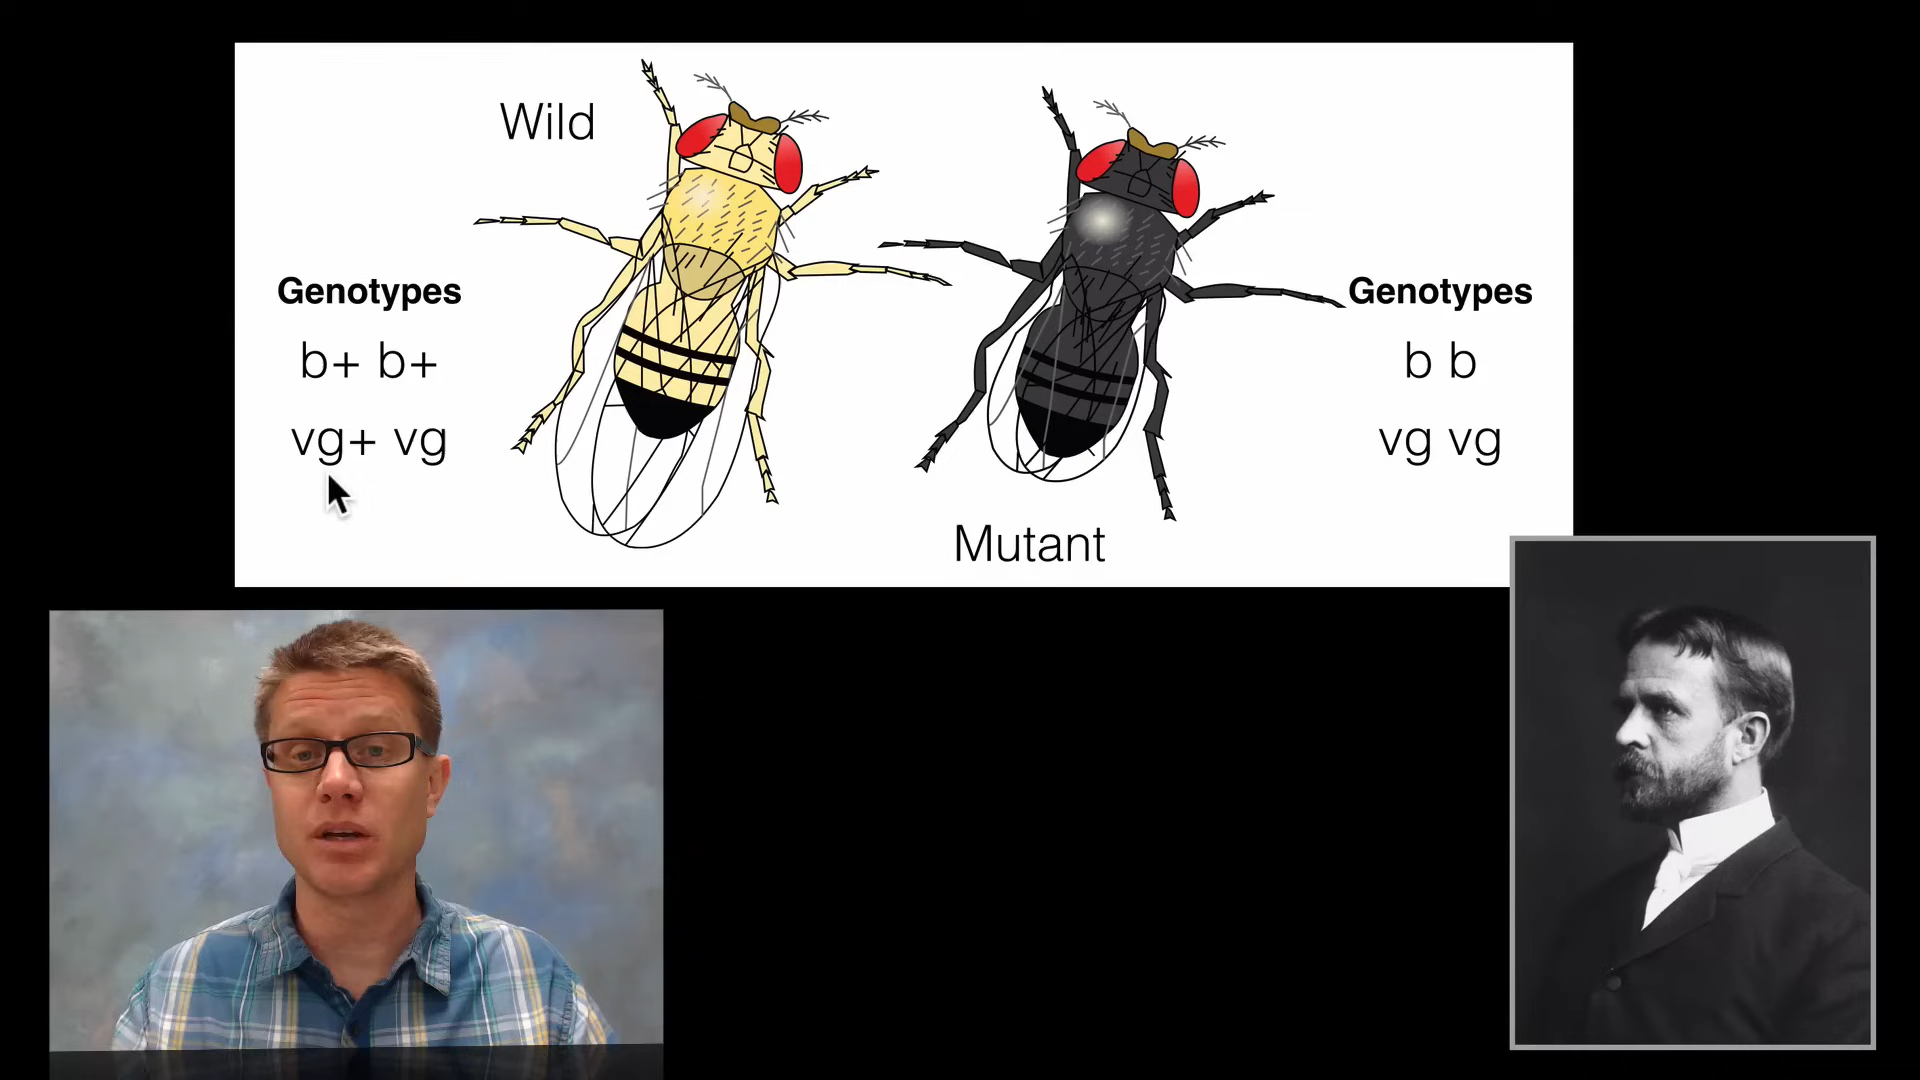 Wild
Genotypes
b+ b+
vg+ vg
Genotypes
b b
vg vg
Mutant